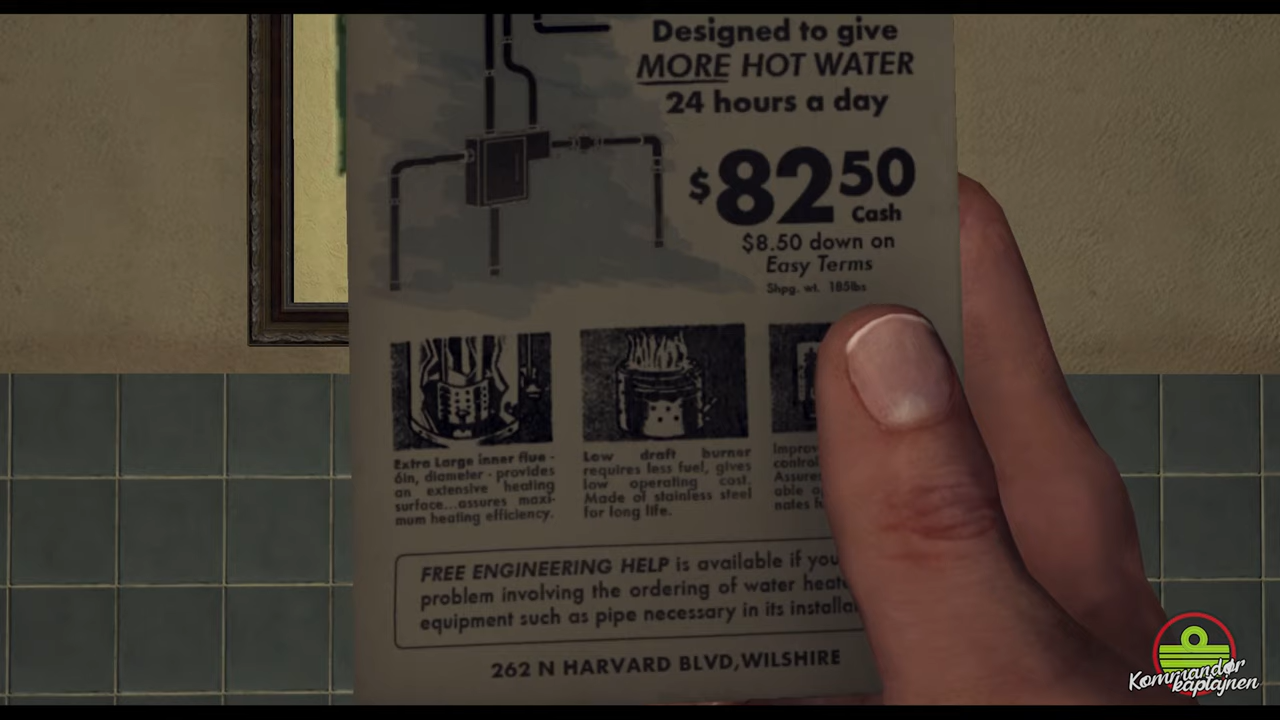 Designed to give
MORE HOT WATER
24 hours a day
$82 50
Cash
$8.50 down on
Easy Terms
Shpg. wt. 185lbs
Extra Large inner flue -
6in, diameter - provides
an extensive heating
surface...assures maxi-
mum heating efficiency.
Low draft burner
requires less fuel, gives
low operating cost.
Made of stainless steel
for long life.
FREE ENGINEERING HELP is available if you
problem involving the ordering of water
equipment such as pipe necessary in its
262 N HARVARD BLVD,WILSHIRE
Kommandør
kaptajnen